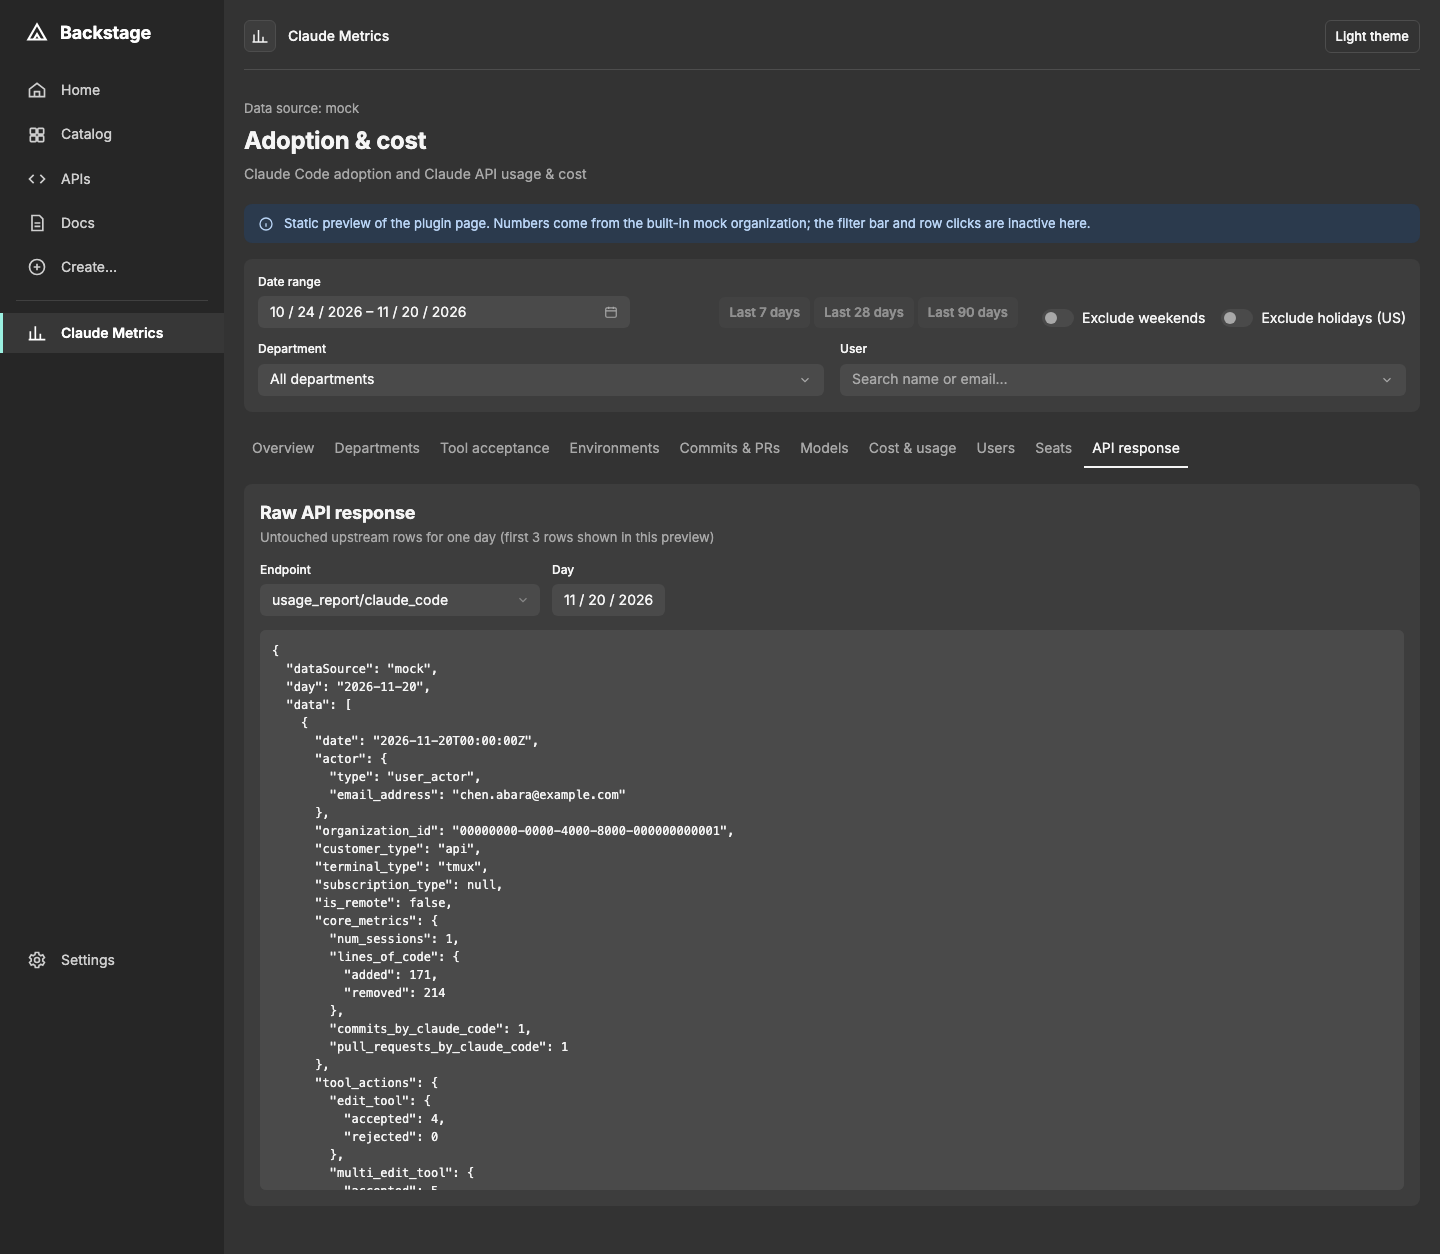 Backstage
Home
Catalog
APIs
Docs
Create...
Claude Metrics
Settings
Claude Metrics
Light theme
Data source: mock
Adoption & cost
Claude Code adoption and Claude API usage & cost
Static preview of the plugin page. Numbers come from the built-in mock organization; the filter bar and row clicks are inactive here.
Date range
10 / 24 / 2026 – 11 / 20 / 2026
Last 7 days
Last 28 days
Last 90 days
Exclude weekends
Exclude holidays (US)
Department
User
All departments
Search name or email...
Overview
Departments
Tool acceptance
Environments
Commits & PRs
Models
Cost & usage
Users
Seats
API response
Raw API response
Untouched upstream rows for one day (first 3 rows shown in this preview)
Endpoint
Day
usage_report/claude_code
11 / 20 / 2026
{
  "dataSource": "mock",
  "day": "2026-11-20",
  "data": [
    {
      "date": "2026-11-20T00:00:00Z",
      "actor": {
        "type": "user_actor",
        "email_address": "chen.abara@example.com"
      },
      "organization_id": "00000000-0000-4000-8000-000000000001",
      "customer_type": "api",
      "terminal_type": "tmux",
      "subscription_type": null,
      "is_remote": false,
      "core_metrics": {
        "num_sessions": 1,
        "lines_of_code": {
          "added": 171,
          "removed": 214
        },
        "commits_by_claude_code": 1,
        "pull_requests_by_claude_code": 1
      },
      "tool_actions": {
        "edit_tool": {
          "accepted": 4,
          "rejected": 0
        },
        "multi_edit_tool": {